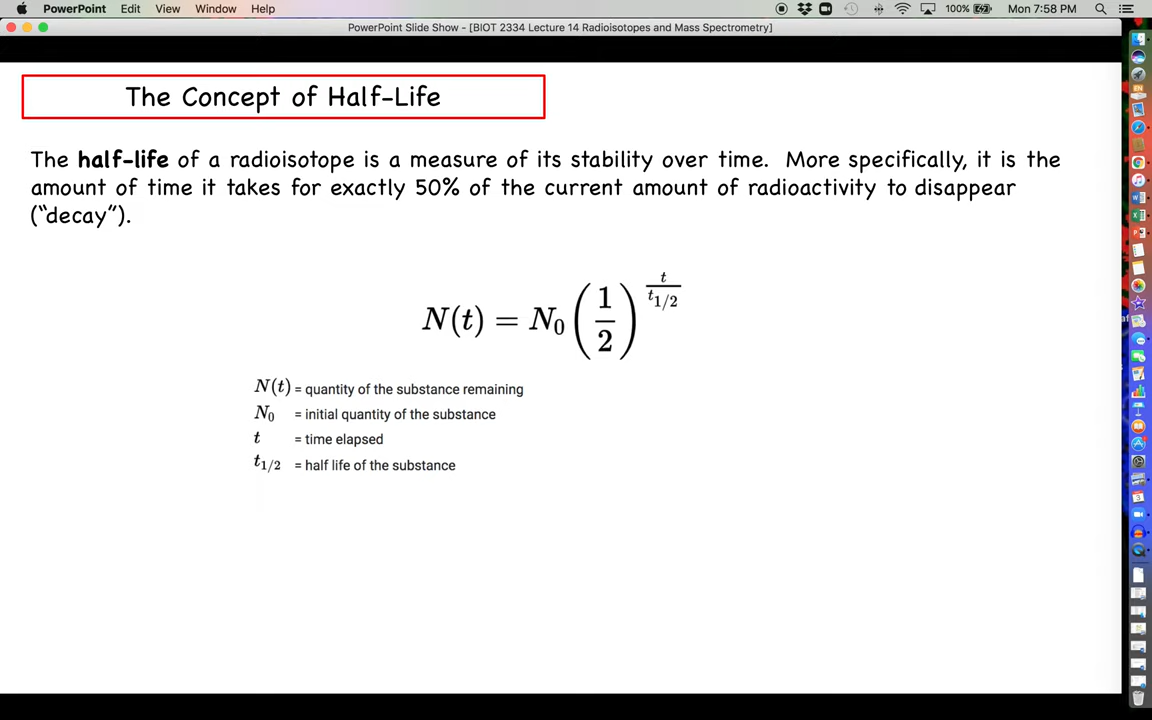 PowerPoint Edit View Window Help 100% Mon 7:58 PM
PowerPoint Slide Show - [BIOT 2334 Lecture 14 Radioisotopes and Mass Spectrometry]
The Concept of Half-Life
The half-life of a radioisotope is a measure of its stability over time. More specifically, it is the
amount of time it takes for exactly 50% of the current amount of radioactivity to disappear
("decay").
N(t) = N₀ (1/2)^(t/t₁/₂)
N(t) = quantity of the substance remaining
N₀ = initial quantity of the substance
t = time elapsed
t₁/₂ = half life of the substance